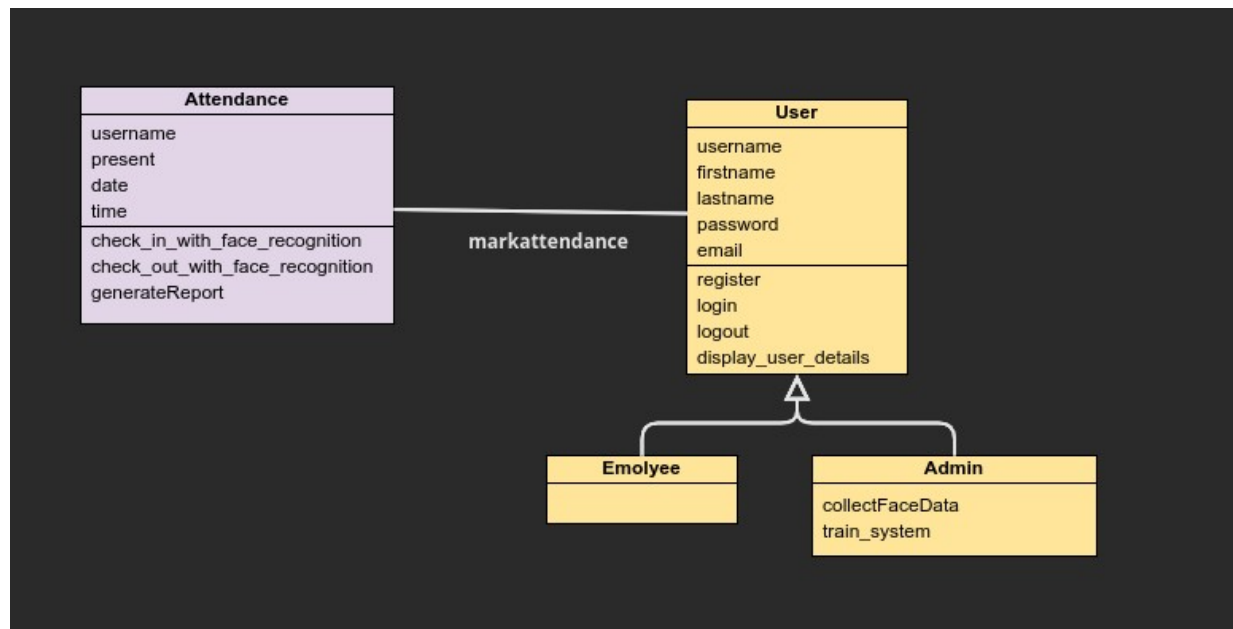 Attendance
username
present
date
time
check_in_with_face_recognition
check_out_with_face_recognition
generateReport
markattendance
User
username
firstname
lastname
password
email
register
login
logout
display_user_details
Emolyee
Admin
collectFaceData
train_system